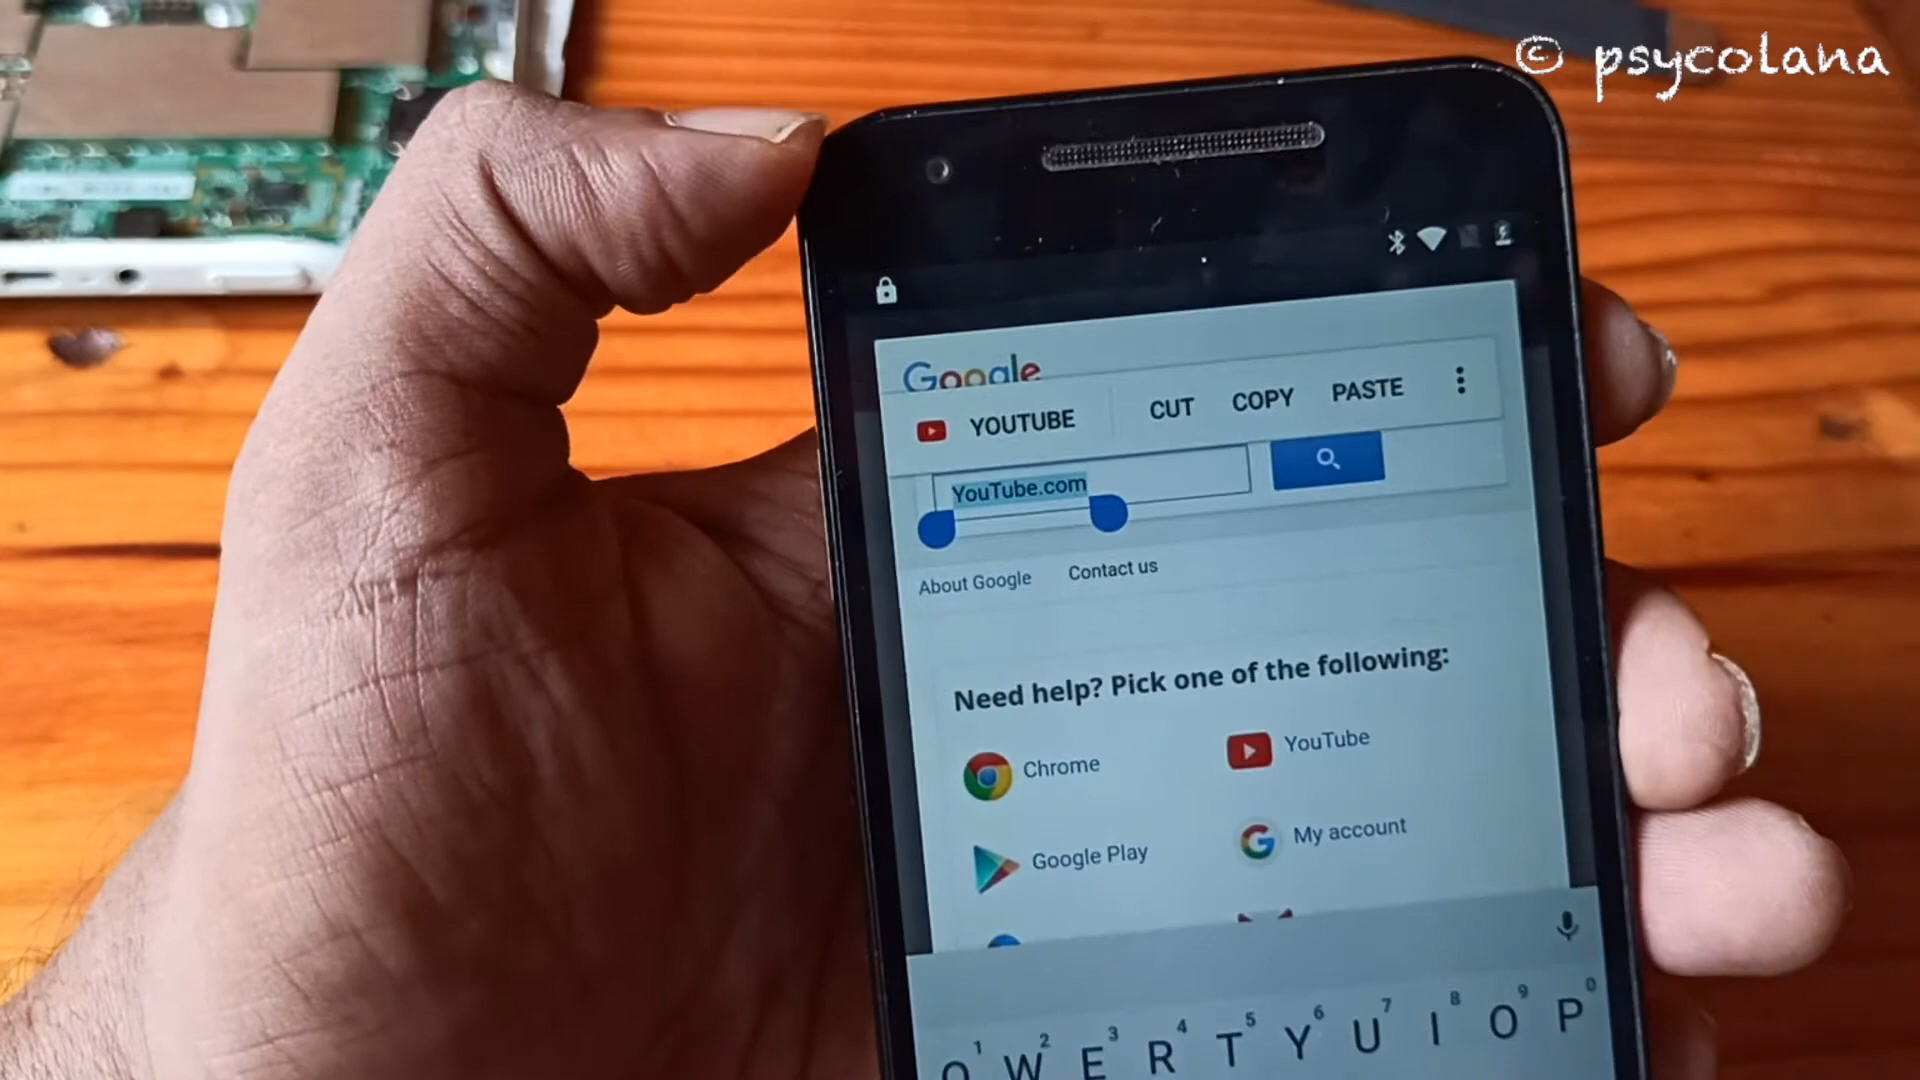 © psycolana
Google
YOUTUBE CUT COPY PASTE
YouTube.com
About Google Contact us
Need help? Pick one of the following:
Chrome YouTube
Google Play My account
1 2 3 4 5 6 7 8 9 0
Q W E R T Y U I O P